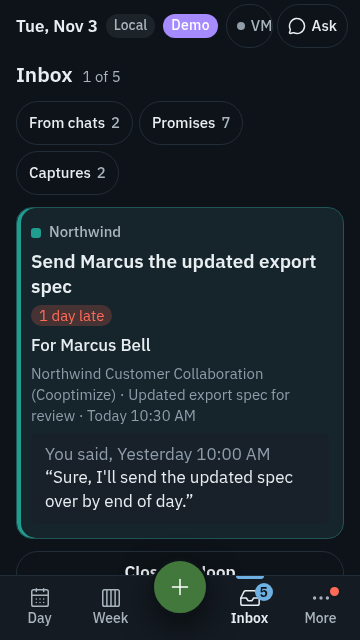 Tue, Nov 3 Local Demo VM Ask
Inbox 1 of 5
From chats 2 Promises 7
Captures 2
Northwind
Send Marcus the updated export
spec
1 day late
For Marcus Bell
Northwind Customer Collaboration
(Cooptimize) · Updated export spec for
review · Today 10:30 AM
You said, Yesterday 10:00 AM
“Sure, I'll send the updated spec
over by end of day.”
5
Day Week Inbox More